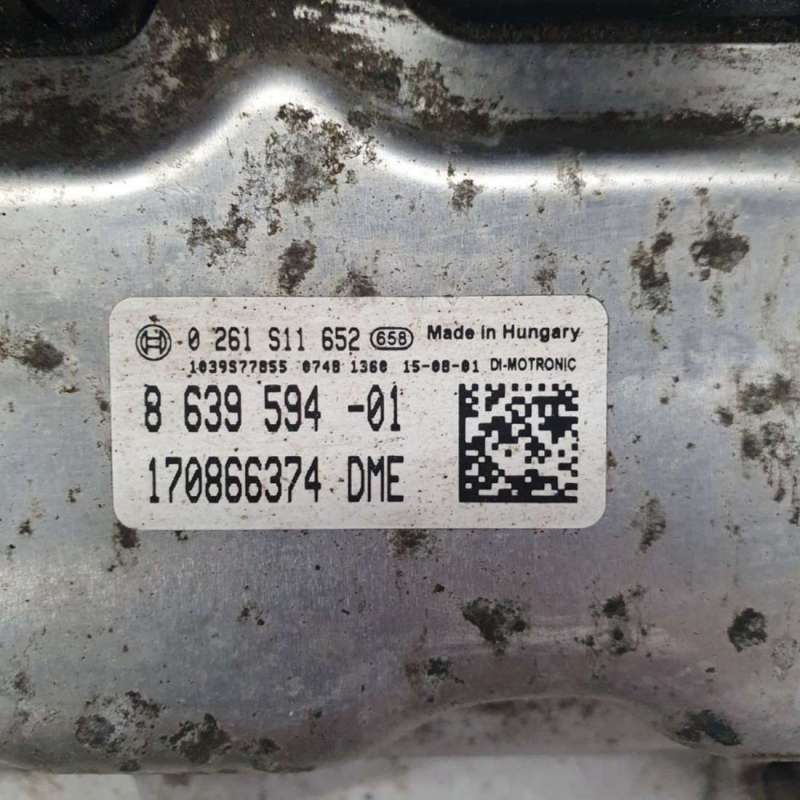 0 261 S11 652 658 Made in Hungary
1039S77855 0748 1360 15-08-01 DI-MOTRONIC
8 639 594 -01
170866374 DME